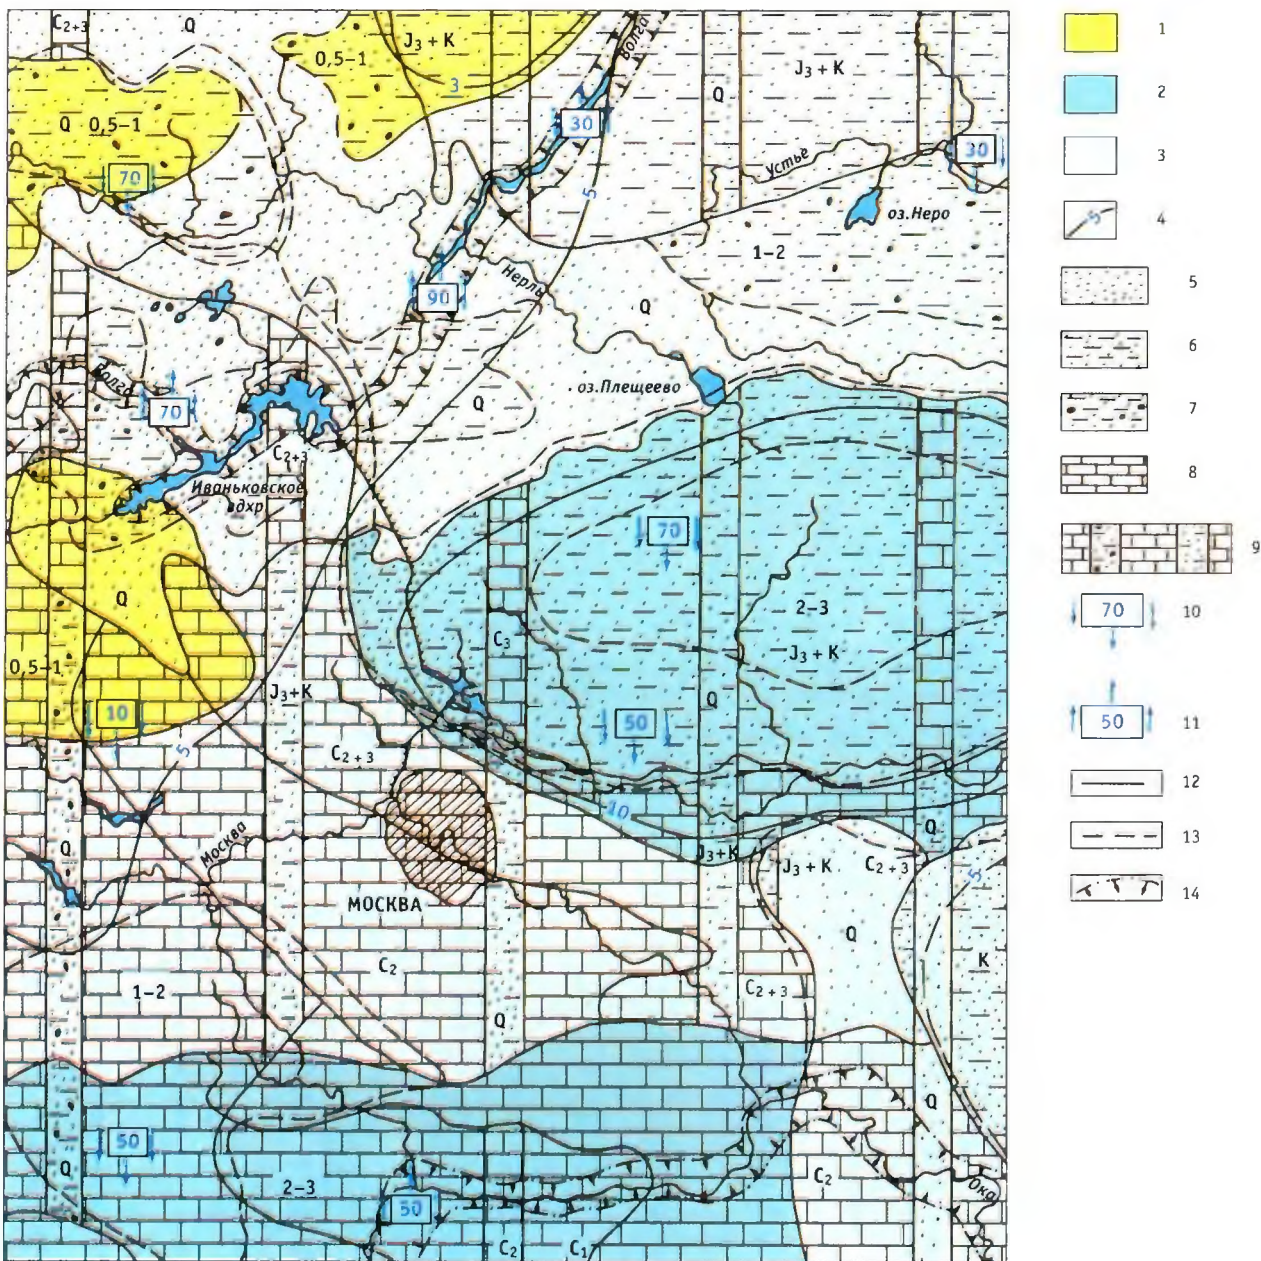 C₂₊₃
Q
0,5-1
J₃ + K
3
Волга
Q
J₃ + K
1
Q 0,5-1
30
2
70
5
Устье
30
3
оз.Неро
4
1-2
5
Нерль
90
Q
6
Волга
70
оз.Плещеево
Q
7
C₂₊₃
8
Иваньковское
вдхр
70
9
Q
2-3
10
70
C₃
J₃ + K
0,5-1
J₃+K
Q
10
50
11
50
C₂₊₃
5
12
10
Q
Москва
Q
13
J₃+K
J₃ + K
C₂₊₃
5
14
МОСКВА
Q
K
C₂
1-2
C₂₊₃
Q
Q
50
Q
C₂
2-3
Ока
50
C₂
C₁